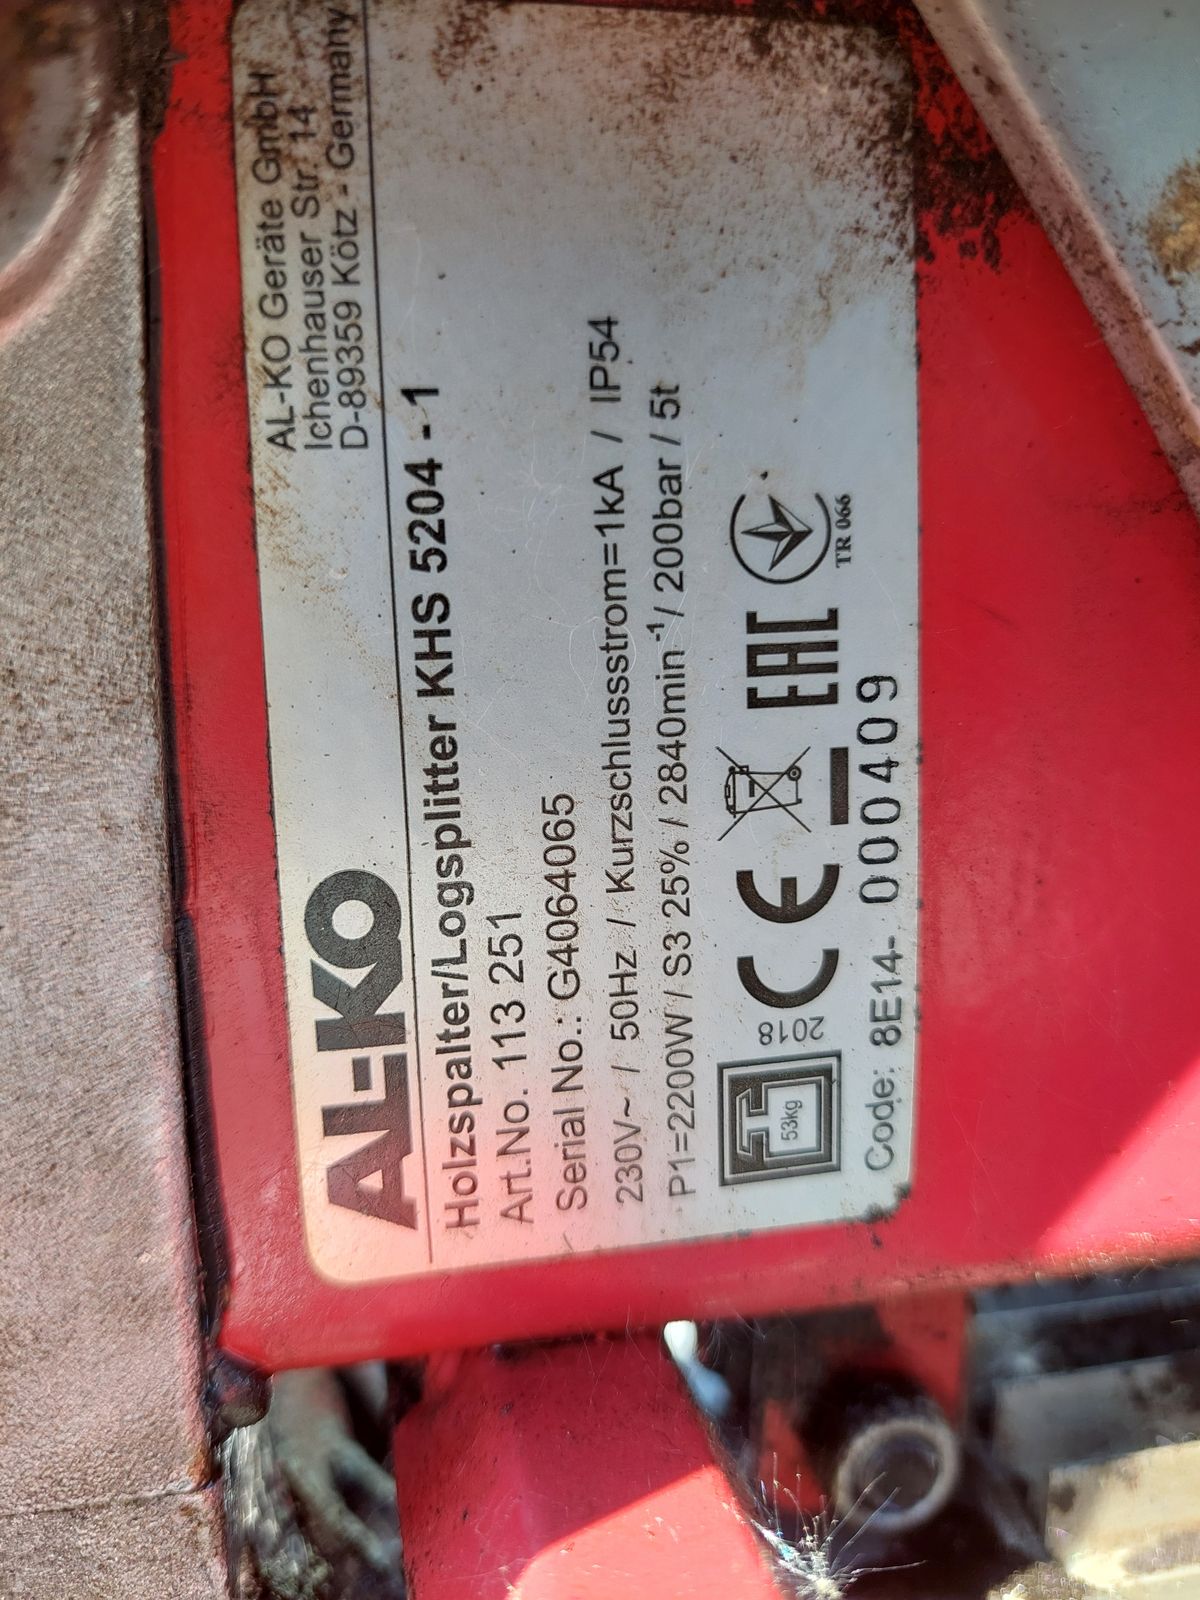 AL-KO
AL-KO Geräte GmbH
Ichenhauser Str. 14
D-89359 Kötz - Germany
Holzspalter/Logsplitter KHS 5204 - 1
Art.No. 113 251
Serial No.: G4064065
230V~ / 50Hz / Kurzschlussstrom=1kA / IP54
P1=2200W / S3 25% / 2840min⁻¹ / 200bar / 5t
53kg
2018
CE
EAC
TR 066
Code: 8E14- 000409